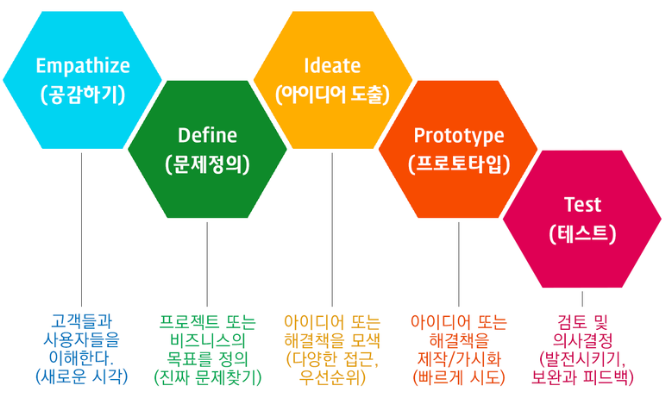 Empathize
(공감하기)
Define
(문제정의)
Ideate
(아이디어 도출)
Prototype
(프로토타입)
Test
(테스트)
고객들과
사용자들을
이해한다.
(새로운 시각)
프로젝트 또는
비즈니스의
목표를 정의
(진짜 문제찾기)
아이디어 또는
해결책을 모색
(다양한 접근,
우선순위)
아이디어 또는
해결책을
제작/가시화
(빠르게 시도)
검토 및
의사결정
(발전시키기,
보완과 피드백)